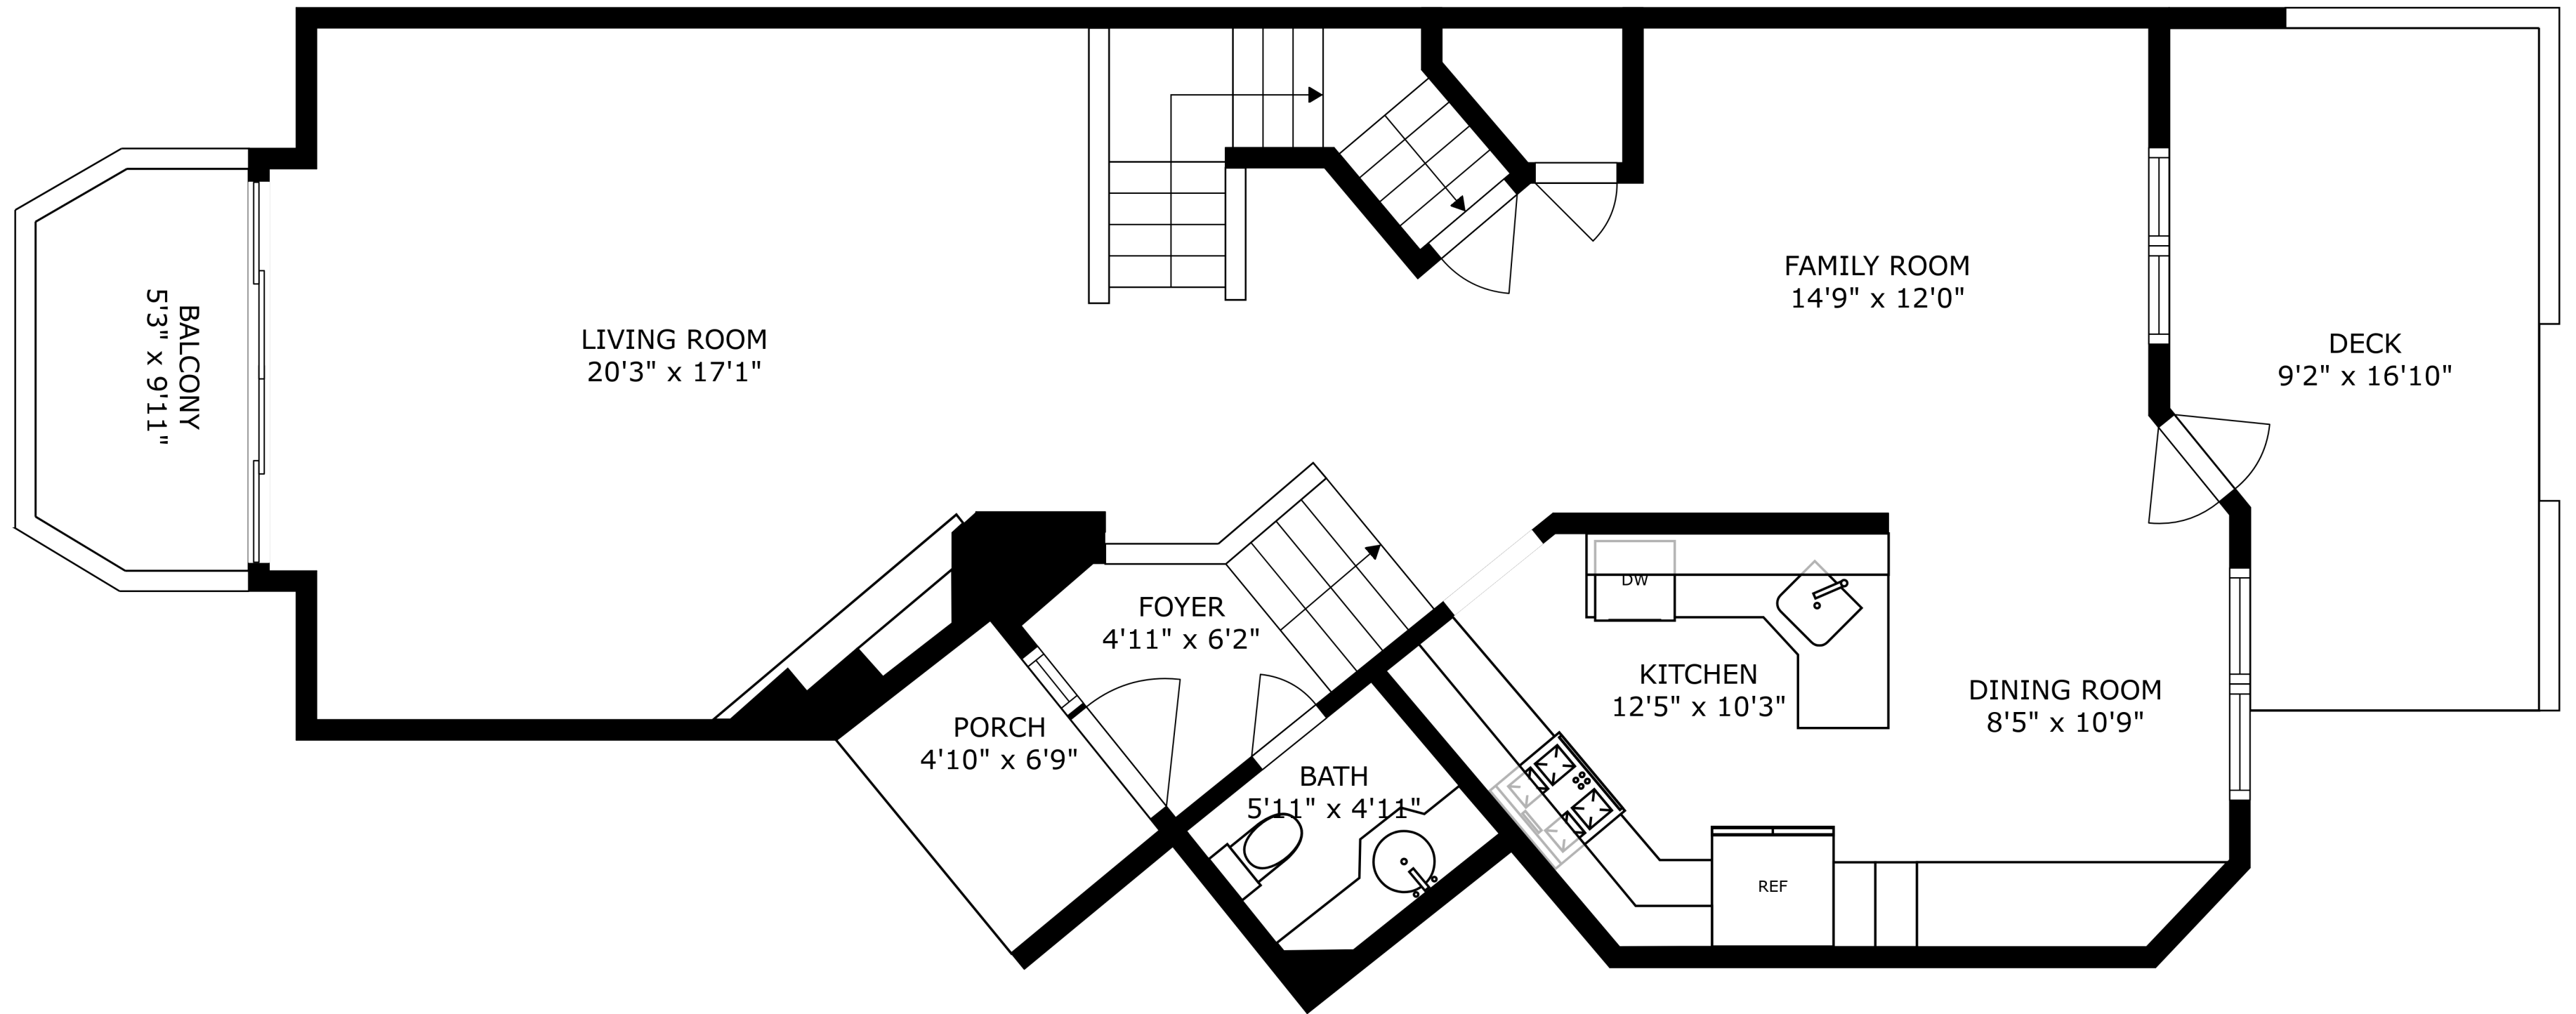 BALCONY
5'3" x 9'11"
LIVING ROOM
20'3" x 17'1"
FAMILY ROOM
14'9" x 12'0"
DECK
9'2" x 16'10"
FOYER
4'11" x 6'2"
PORCH
4'10" x 6'9"
BATH
5'11" x 4'11"
DW
KITCHEN
12'5" x 10'3"
DINING ROOM
8'5" x 10'9"
REF